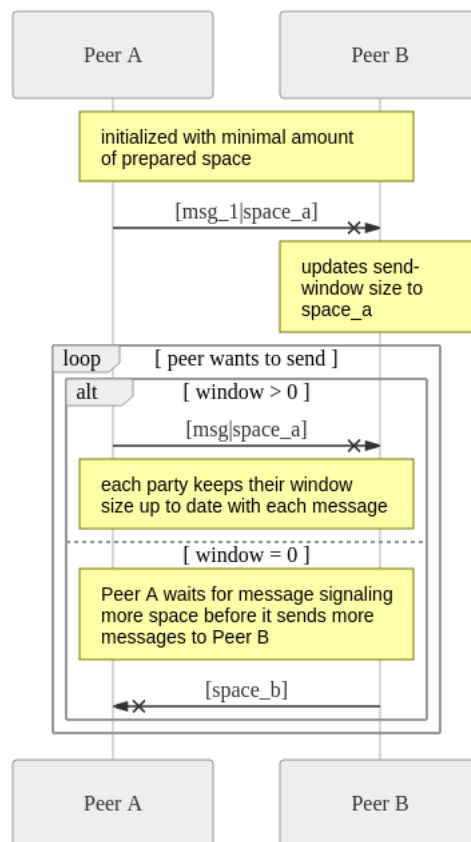 Peer A
Peer B
initialized with minimal amount
of prepared space
[msg_1|space_a]
updates send-
window size to
space_a
loop
[ peer wants to send ]
alt
[ window > 0 ]
[msg|space_a]
each party keeps their window
size up to date with each message
[ window = 0 ]
Peer A waits for message signaling
more space before it sends more
messages to Peer B
[space_b]
Peer A
Peer B